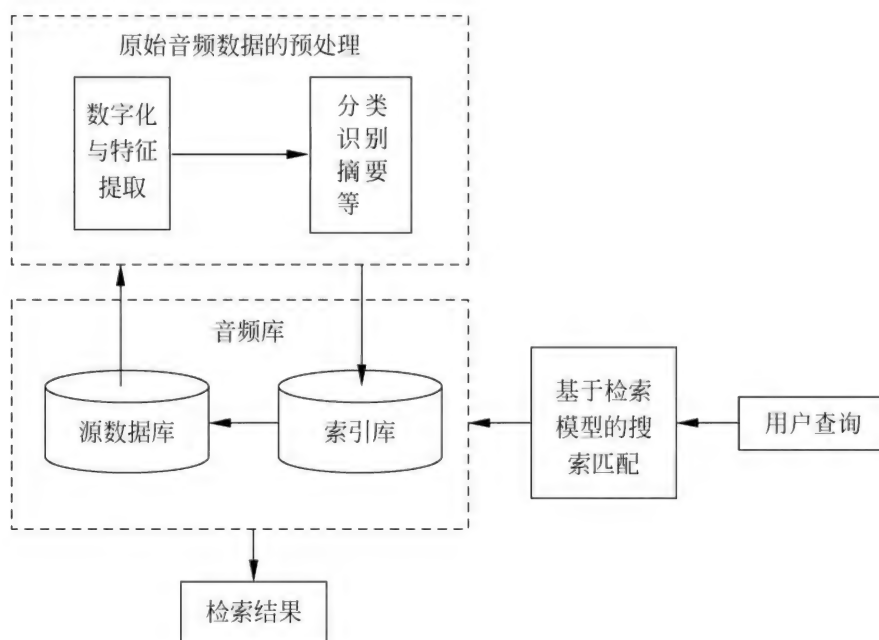 原始音频数据的预处理
数字化
与特征
提取
分类
识别
摘要
等
音频库
源数据库
索引库
基于检索
模型的搜
索匹配
用户查询
检索结果